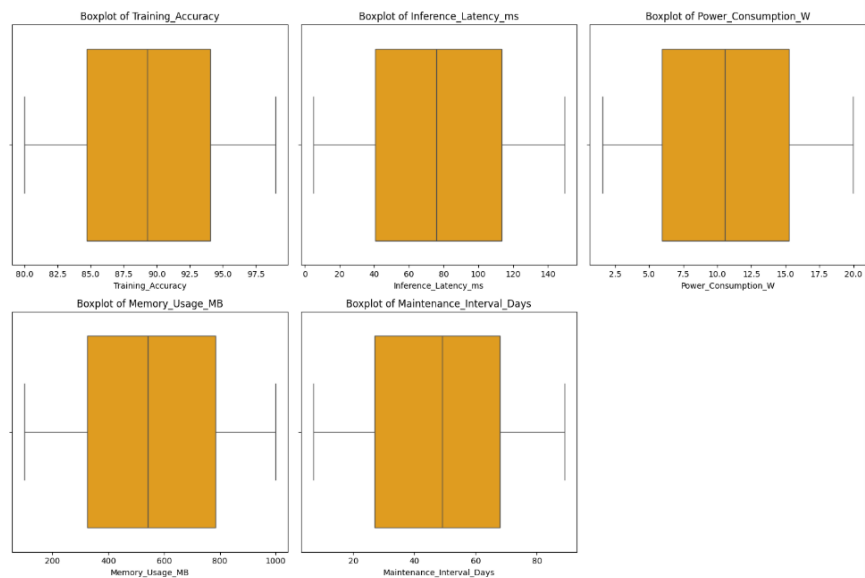 Boxplot of Training_Accuracy
80.0 82.5 85.0 87.5 90.0 92.5 95.0 97.5
Training_Accuracy
Boxplot of Inference_Latency_ms
0 20 40 60 80 100 120 140
Inference_Latency_ms
Boxplot of Power_Consumption_W
2.5 5.0 7.5 10.0 12.5 15.0 17.5 20.0
Power_Consumption_W
Boxplot of Memory_Usage_MB
200 400 600 800 1000
Memory_Usage_MB
Boxplot of Maintenance_Interval_Days
20 40 60 80
Maintenance_Interval_Days